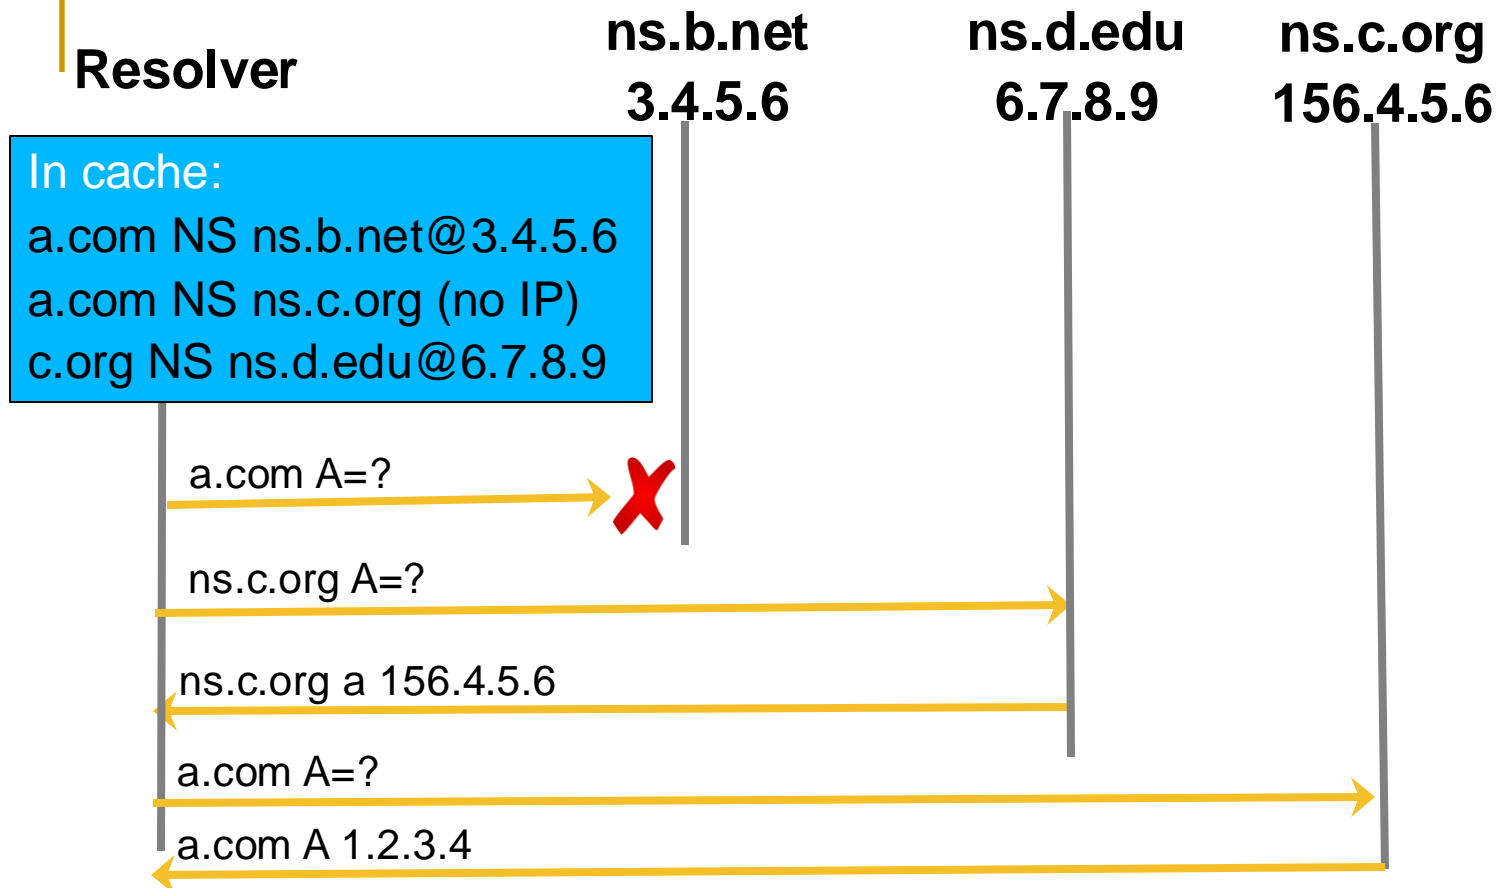 Resolver
ns.b.net
3.4.5.6
ns.d.edu
6.7.8.9
ns.c.org
156.4.5.6
In cache:
a.com NS ns.b.net@3.4.5.6
a.com NS ns.c.org (no IP)
c.org NS ns.d.edu@6.7.8.9
a.com A=?
ns.c.org A=?
ns.c.org a 156.4.5.6
a.com A=?
a.com A 1.2.3.4